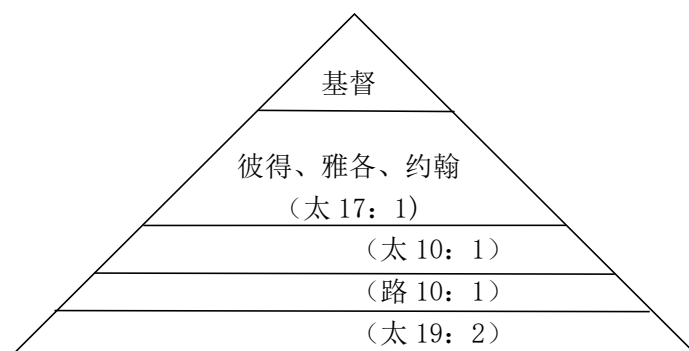 基督
彼得、雅各、约翰
（太 17：1）
（太 10：1）
（路 10：1）
（太 19：2）